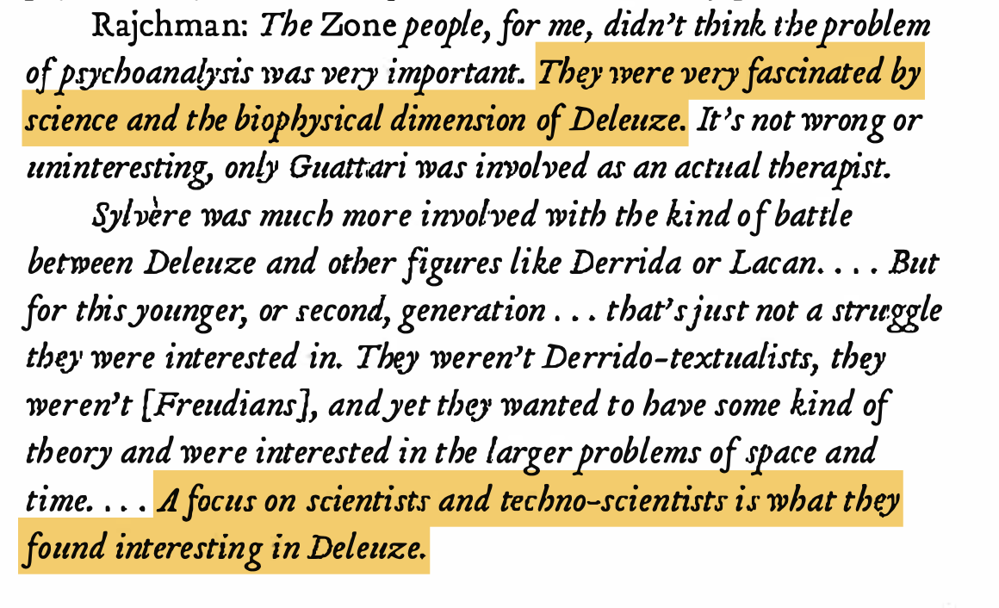 Rajchman: The Zone people, for me, didn't think the problem
of psychoanalysis was very important. They were very fascinated by
science and the biophysical dimension of Deleuze. It's not wrong or
uninteresting, only Guattari was involved as an actual therapist.
Sylvère was much more involved with the kind of battle
between Deleuze and other figures like Derrida or Lacan. . . . But
for this younger, or second, generation . . . that's just not a struggle
they were interested in. They weren't Derrido-textualists, they
weren't [Freudians], and yet they wanted to have some kind of
theory and were interested in the larger problems of space and
time. . . . A focus on scientists and techno-scientists is what they
found interesting in Deleuze.